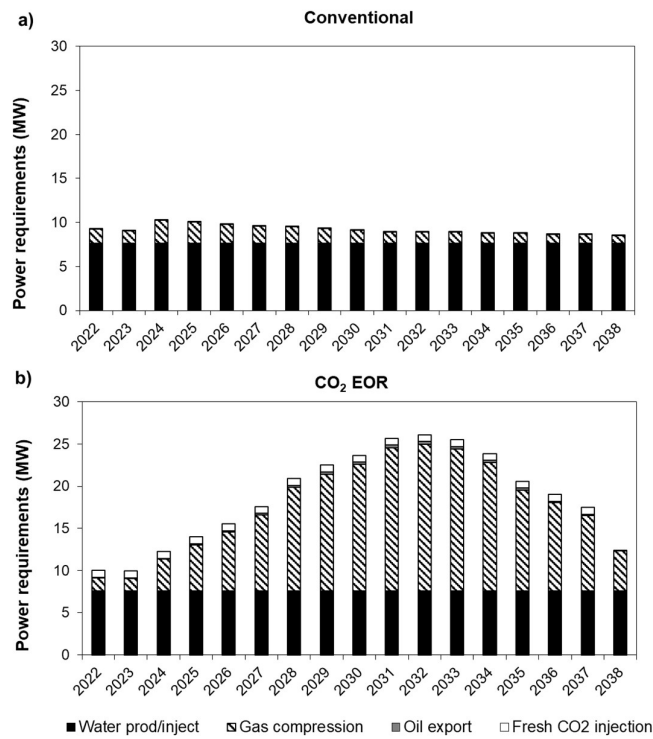 a)
Conventional
Power requirements (MW)
30
25
20
15
10
5
0
2022 2023 2024 2025 2026 2027 2028 2029 2030 2031 2032 2033 2034 2035 2036 2037 2038
b)
CO₂ EOR
Power requirements (MW)
30
25
20
15
10
5
0
2022 2023 2024 2025 2026 2027 2028 2029 2030 2031 2032 2033 2034 2035 2036 2037 2038
Water prod/inject Gas compression Oil export Fresh CO2 injection